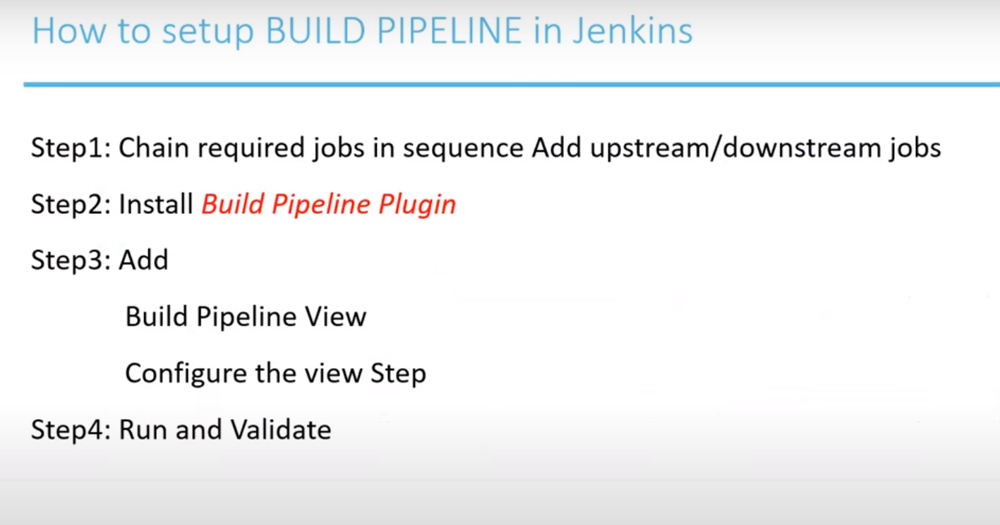 How to setup BUILD PIPELINE in Jenkins
Step1: Chain required jobs in sequence Add upstream/downstream jobs
Step2: Install Build Pipeline Plugin
Step3: Add
Build Pipeline View
Configure the view Step
Step4: Run and Validate